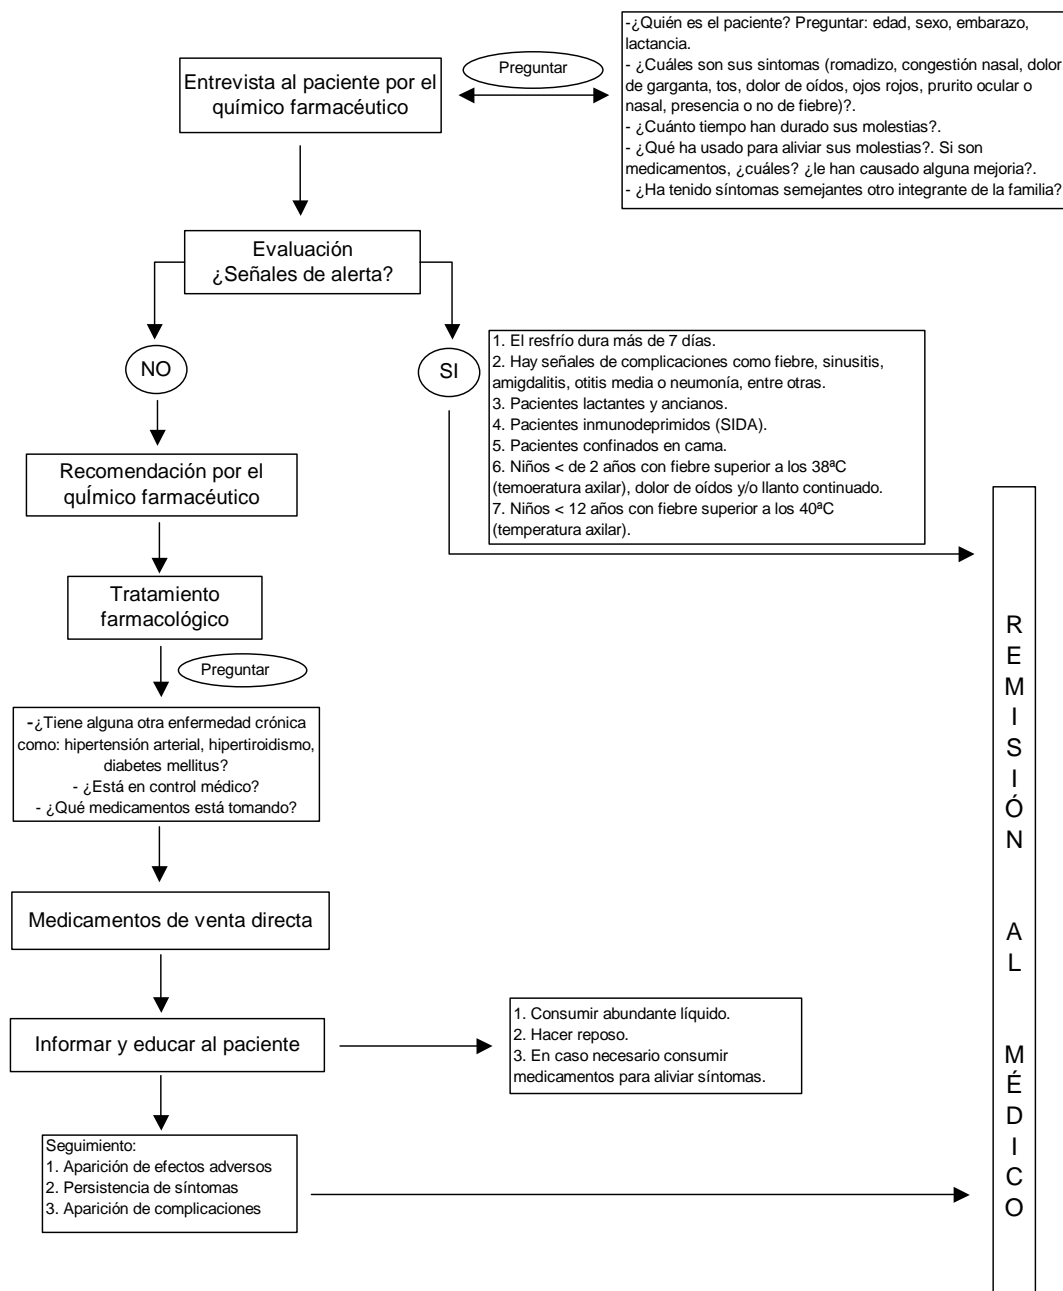 -¿Quién es el paciente? Preguntar: edad, sexo, embarazo,
lactancia.
- ¿Cuáles son sus sintomas (romadizo, congestión nasal, dolor
de garganta, tos, dolor de oídos, ojos rojos, prurito ocular o
nasal, presencia o no de fiebre)?.
- ¿Cuánto tiempo han durado sus molestias?.
- ¿Qué ha usado para aliviar sus molestias?. Si son
medicamentos, ¿cuáles? ¿le han causado alguna mejoria?.
- ¿Ha tenido síntomas semejantes otro integrante de la familia?
Preguntar
Entrevista al paciente por el
químico farmacéutico
Evaluación
¿Señales de alerta?
NO
SI
1. El resfrío dura más de 7 días.
2. Hay señales de complicaciones como fiebre, sinusitis,
amigdalitis, otitis media o neumonía, entre otras.
3. Pacientes lactantes y ancianos.
4. Pacientes inmunodeprimidos (SIDA).
5. Pacientes confinados en cama.
6. Niños < de 2 años con fiebre superior a los 38ªC
(temoeratura axilar), dolor de oídos y/o llanto continuado.
7. Niños < 12 años con fiebre superior a los 40ªC
(temperatura axilar).
Recomendación por el
quÍmico farmacéutico
Tratamiento
farmacológico
Preguntar
-¿Tiene alguna otra enfermedad crónica
como: hipertensión arterial, hipertiroidismo,
diabetes mellitus?
- ¿Está en control médico?
- ¿Qué medicamentos está tomando?
Medicamentos de venta directa
Informar y educar al paciente
1. Consumir abundante líquido.
2. Hacer reposo.
3. En caso necesario consumir
medicamentos para aliviar síntomas.
Seguimiento:
1. Aparición de efectos adversos
2. Persistencia de síntomas
3. Aparición de complicaciones
REMISIÓN AL MÉDICO